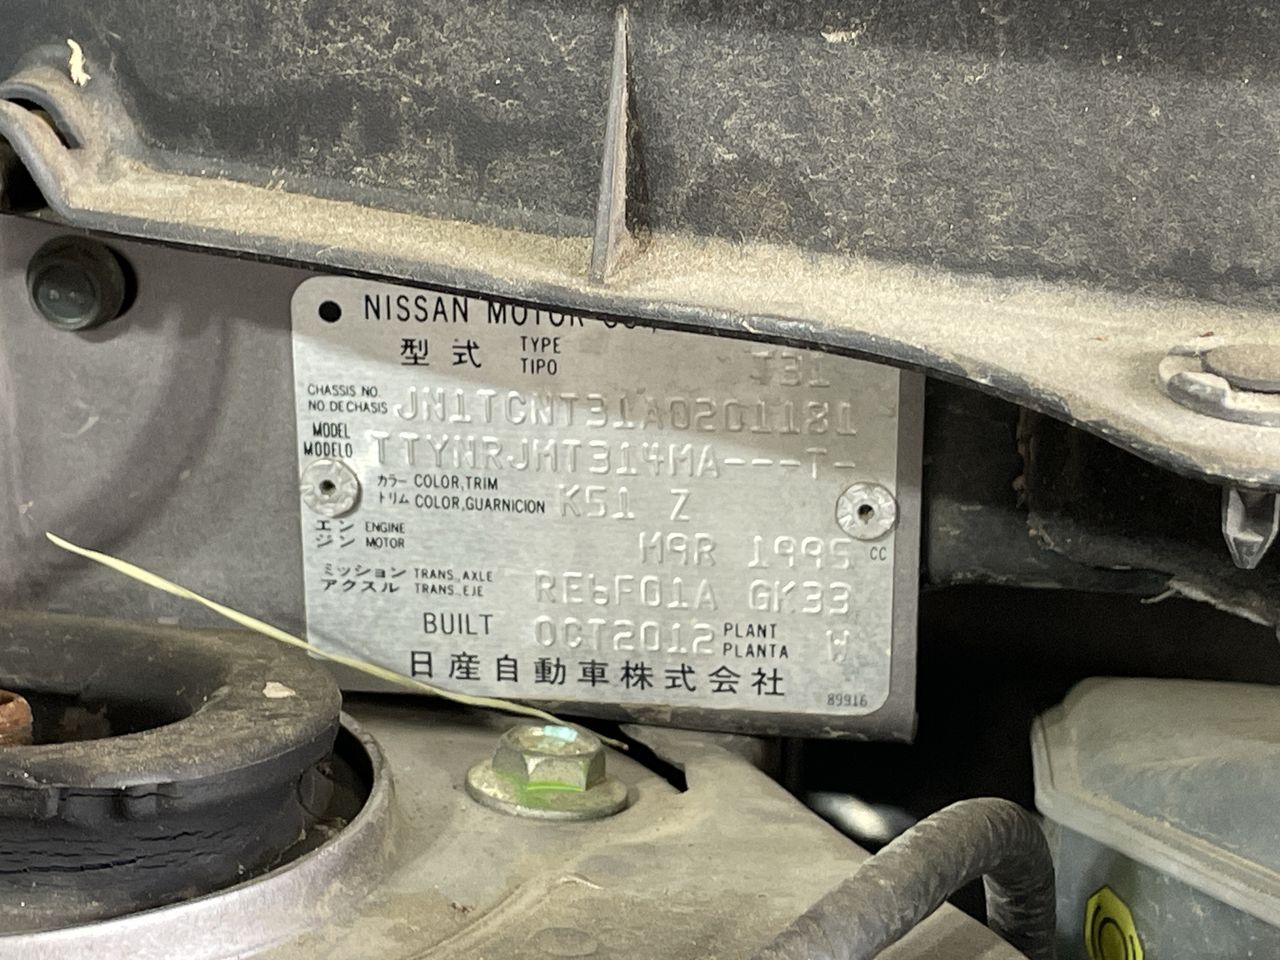 NISSAN MOTOR CO.,
型式 TYPE TIPO T31
CHASSIS NO. NO. DE CHASIS JN1TCNT31A0201181
MODEL MODELO TTYNRJMT314MA---T-
カラー COLOR, TRIM
トリム COLOR, GUARNICION K51 Z
エンジン ENGINE MOTOR M9R 1995 CC
ミッション TRANS., AXLE
アクスル TRANS., EJE RE6F01A GK33
BUILT OCT2012 PLANT PLANTA W
日産自動車株式会社
89916